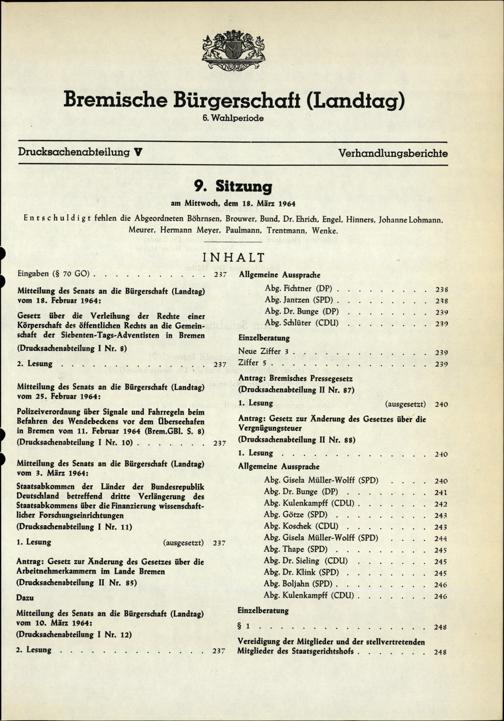 Bremische Bürgerschaft (Landtag)
6. Wahlperiode
Drucksachenabteilung V
Verhandlungsberichte
9. Sitzung
am Mittwoch, dem 18. März 1964
Entschuldigt fehlen die Abgeordneten Böhrnsen, Brouwer, Bund, Dr. Ehrich, Engel, Hinners, Johanne Lohmann,
Meurer, Hermann Meyer, Paulmann, Trentmann, Wenke.
INHALT
Eingaben (§ 70 GO) . . . . . . . . . . . 237
Mitteilung des Senats an die Bürgerschaft (Landtag)
vom 18. Februar 1964:
Gesetz über die Verleihung der Rechte einer
Körperschaft des öffentlichen Rechts an die Gemein-
schaft der Siebenten-Tags-Adventisten in Bremen
(Drucksachenabteilung I Nr. 8)
2. Lesung . . . . . . . . . . . . . . 237
Mitteilung des Senats an die Bürgerschaft (Landtag)
vom 25. Februar 1964:
Polizeiverordnung über Signale und Fahrregeln beim
Befahren des Wendebeckens vor dem Überseehafen
in Bremen vom 11. Februar 1964 (Brem.GBl. S. 8)
(Drucksachenabteilung I Nr. 10) . . . . . . . 237
Mitteilung des Senats an die Bürgerschaft (Landtag)
vom 3. März 1964:
Staatsabkommen der Länder der Bundesrepublik
Deutschland betreffend dritte Verlängerung des
Staatsabkommens über die Finanzierung wissenschaft-
licher Forschungseinrichtungen
(Drucksachenabteilung I Nr. 11)
1. Lesung (ausgesetzt) 237
Antrag: Gesetz zur Änderung des Gesetzes über die
Arbeitnehmerkammern im Lande Bremen
(Drucksachenabteilung II Nr. 85)
Dazu
Mitteilung des Senats an die Bürgerschaft (Landtag)
vom 10. März 1964:
(Drucksachenabteilung I Nr. 12)
2. Lesung . . . . . . . . . . . . . . 237
Allgemeine Aussprache
Abg. Fichtner (DP) . . . . . . . . . 238
Abg. Jantzen (SPD) . . . . . . . . . 238
Abg. Dr. Bunge (DP) . . . . . . . . 239
Abg. Schlüter (CDU) . . . . . . . . 239
Einzelberatung
Neue Ziffer 3 . . . . . . . . . . . . . 239
Ziffer 5 . . . . . . . . . . . . . . . 239
Antrag: Bremisches Pressegesetz
(Drucksachenabteilung II Nr. 87)
1. Lesung (ausgesetzt) 240
Antrag: Gesetz zur Änderung des Gesetzes über die
Vergnügungsteuer
(Drucksachenabteilung II Nr. 88)
1. Lesung . . . . . . . . . . . . . . 240
Allgemeine Aussprache
Abg. Gisela Müller-Wolff (SPD) . . . . . 240
Abg. Dr. Bunge (DP) . . . . . . . . 241
Abg. Kulenkampff (CDU) . . . . . . . 242
Abg. Götze (SPD) . . . . . . . . . 243
Abg. Koschek (CDU) . . . . . . . . 243
Abg. Gisela Müller-Wolff (SPD) . . . . . 244
Abg. Thape (SPD) . . . . . . . . . 245
Abg. Dr. Sieling (CDU) . . . . . . . 245
Abg. Dr. Klink (SPD) . . . . . . . . 245
Abg. Boljahn (SPD) . . . . . . . . . 246
Abg. Kulenkampff (CDU) . . . . . . . 246
Einzelberatung
§ 1 . . . . . . . . . . . . . . . . 248
Vereidigung der Mitglieder und der stellvertretenden
Mitglieder des Staatsgerichtshofs . . . . . . . 248